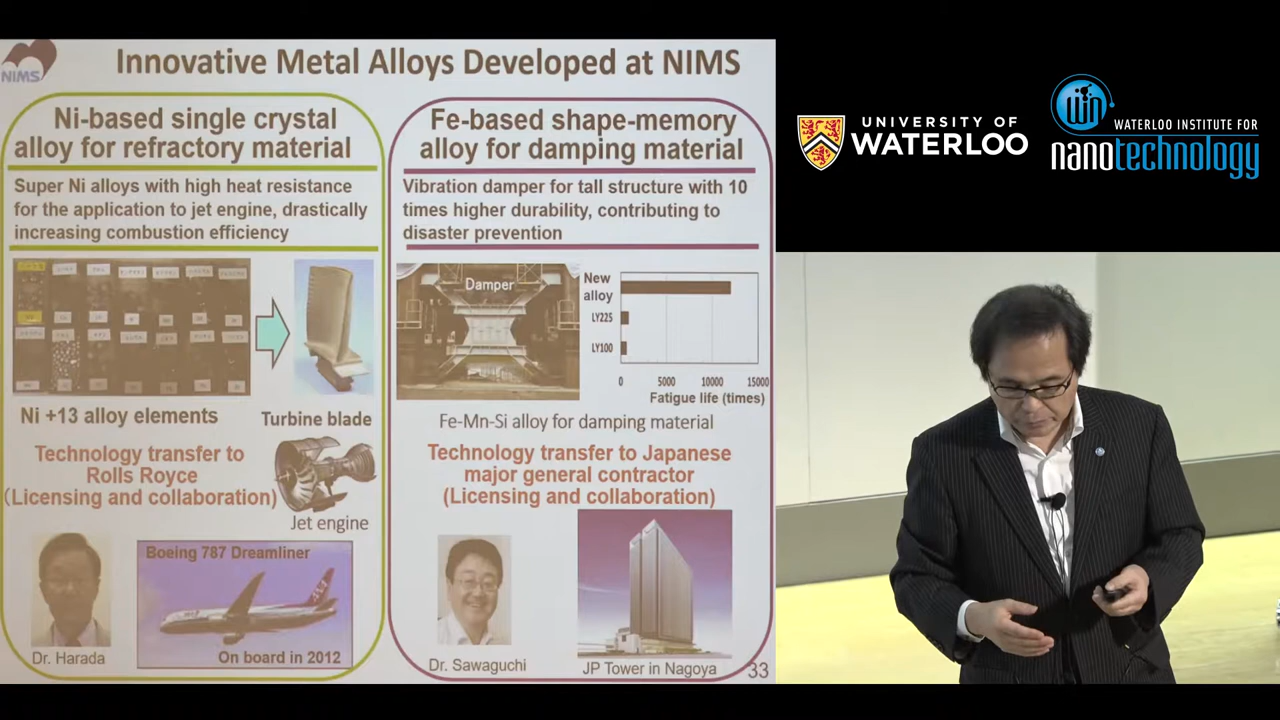 NIMS
Innovative Metal Alloys Developed at NIMS
Ni-based single crystal
alloy for refractory material
Super Ni alloys with high heat resistance
for the application to jet engine, drastically
increasing combustion efficiency
Ni +13 alloy elements
Turbine blade
Technology transfer to
Rolls Royce
(Licensing and collaboration)
Jet engine
Dr. Harada
Boeing 787 Dreamliner
On board in 2012
Fe-based shape-memory
alloy for damping material
Vibration damper for tall structure with 10
times higher durability, contributing to
disaster prevention
Damper
New
alloy
LY225
LY100
0 5000 10000 15000
Fatigue life (times)
Fe-Mn-Si alloy for damping material
Technology transfer to Japanese
major general contractor
(Licensing and collaboration)
Dr. Sawaguchi
JP Tower in Nagoya
33
UNIVERSITY OF
WATERLOO
WIN
WATERLOO INSTITUTE FOR
nanotechnology